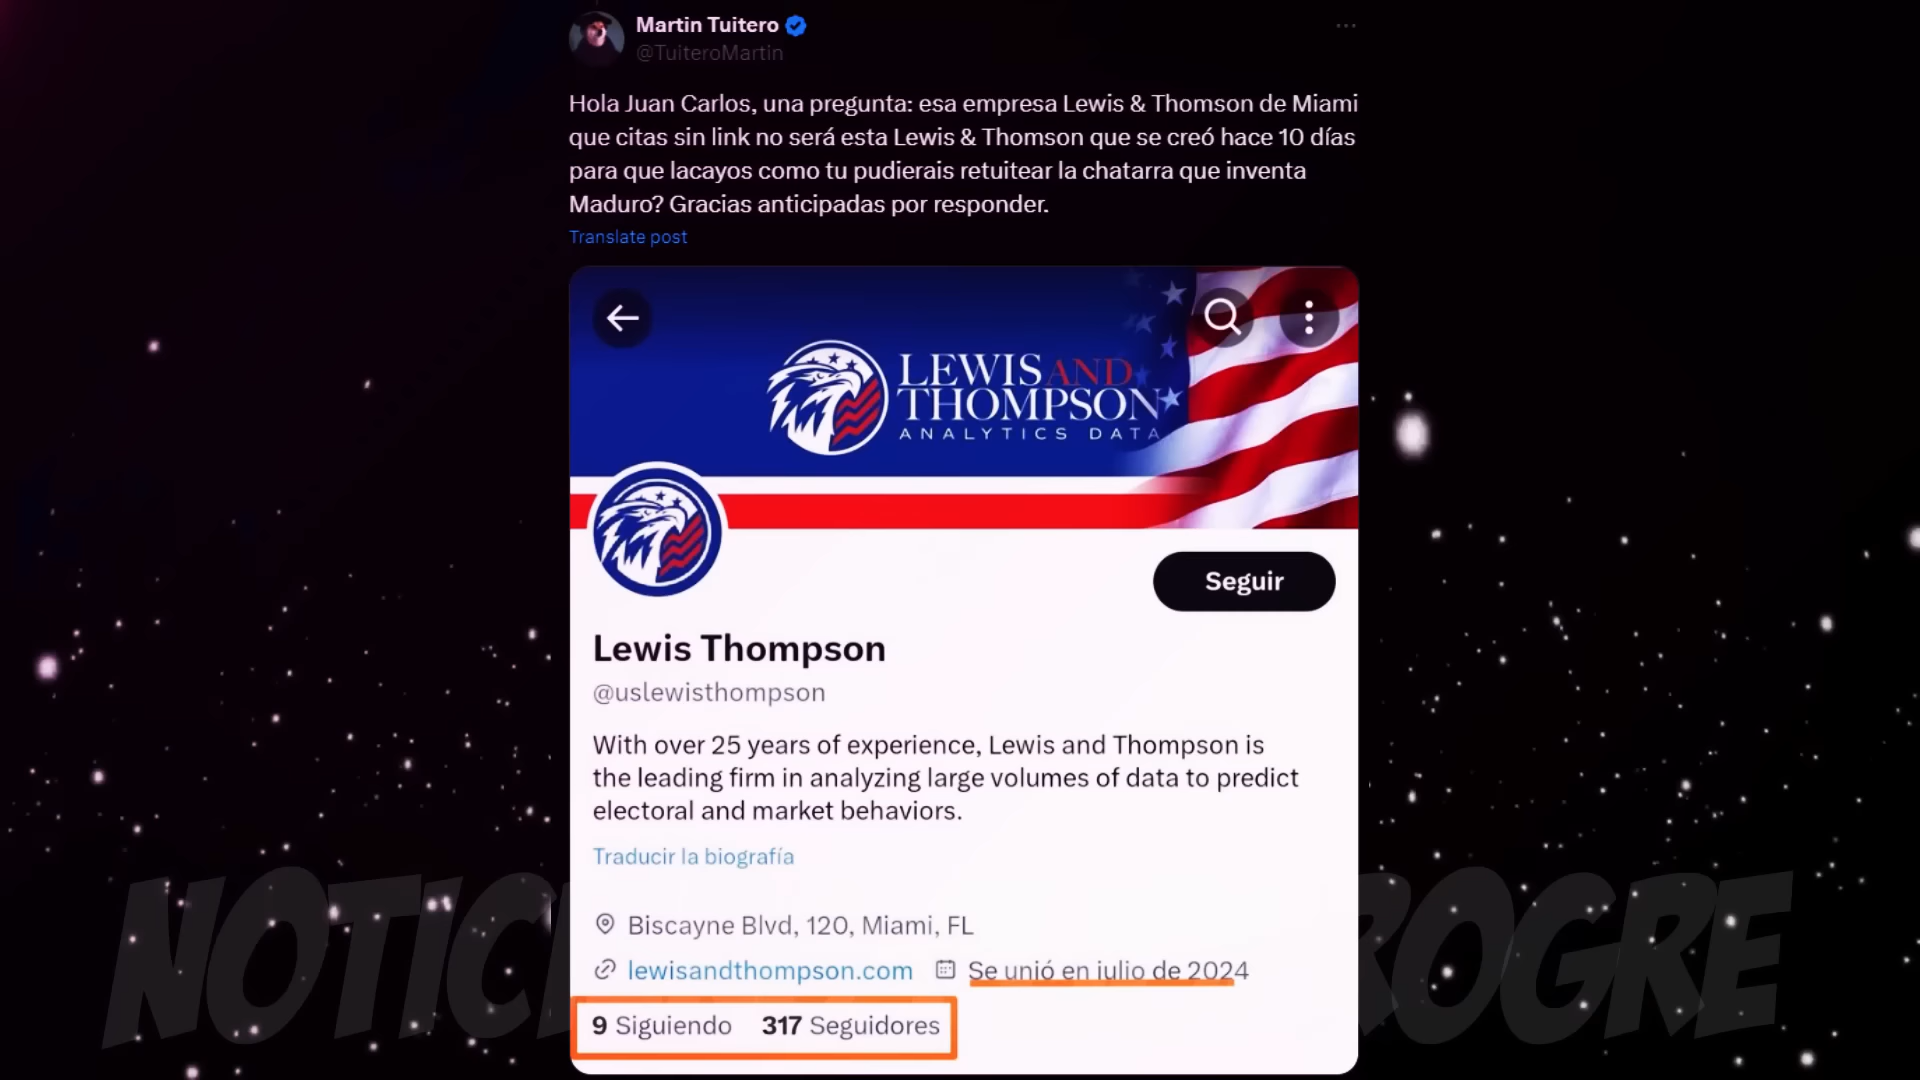 Martin Tuitero
@TuiteroMartin
Hola Juan Carlos, una pregunta: esa empresa Lewis & Thomson de Miami
que citas sin link no será esta Lewis & Thomson que se creó hace 10 días
para que lacayos como tu pudierais retuitear la chatarra que inventa
Maduro? Gracias anticipadas por responder.
Translate post
LEWIS AND
THOMPSON
ANALYTICS DATA
Seguir
Lewis Thompson
@uslewisthompson
With over 25 years of experience, Lewis and Thompson is
the leading firm in analyzing large volumes of data to predict
electoral and market behaviors.
Traducir la biografía
Biscayne Blvd, 120, Miami, FL
lewisandthompson.com Se unió en julio de 2024
9 Siguiendo 317 Seguidores